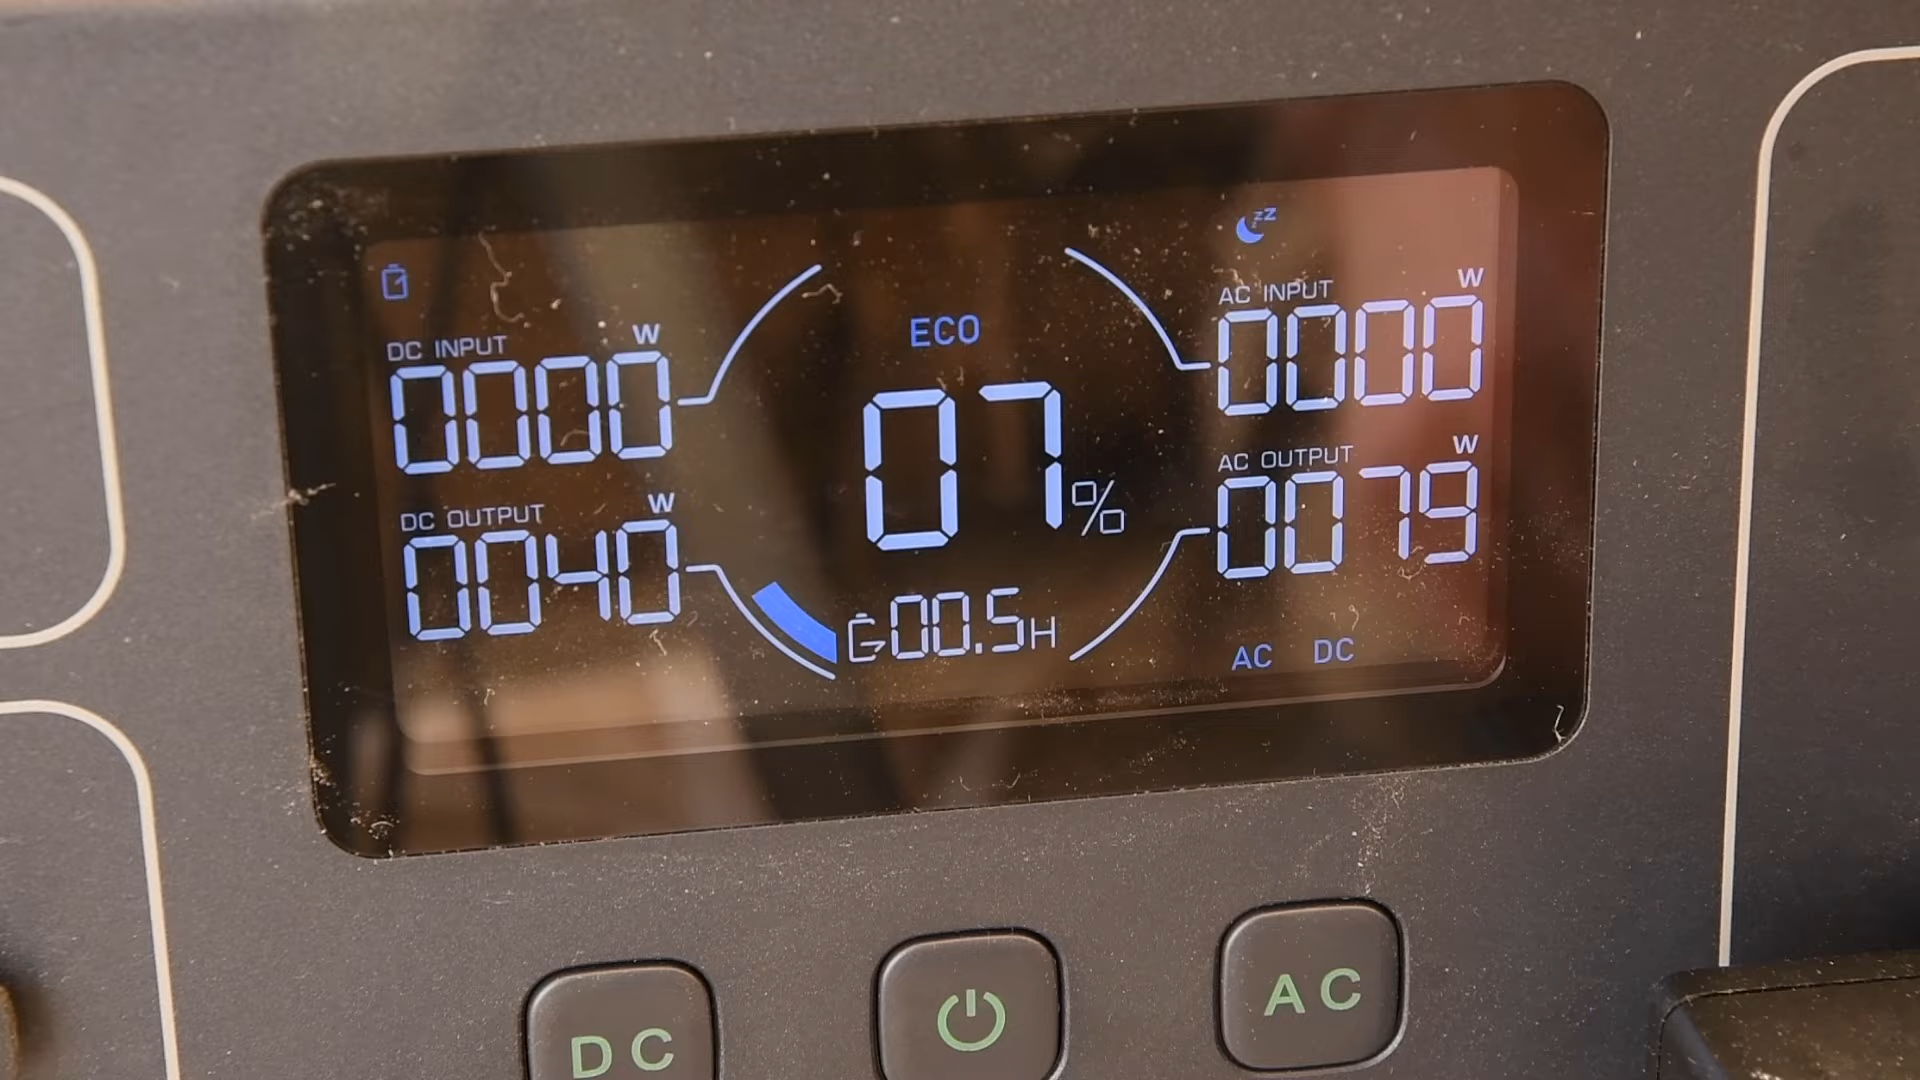 zZZ
DC INPUT
W
0000
DC OUTPUT
W
0040
ECO
07%
00.5H
AC INPUT
W
0000
AC OUTPUT
W
0079
AC DC
DC
AC